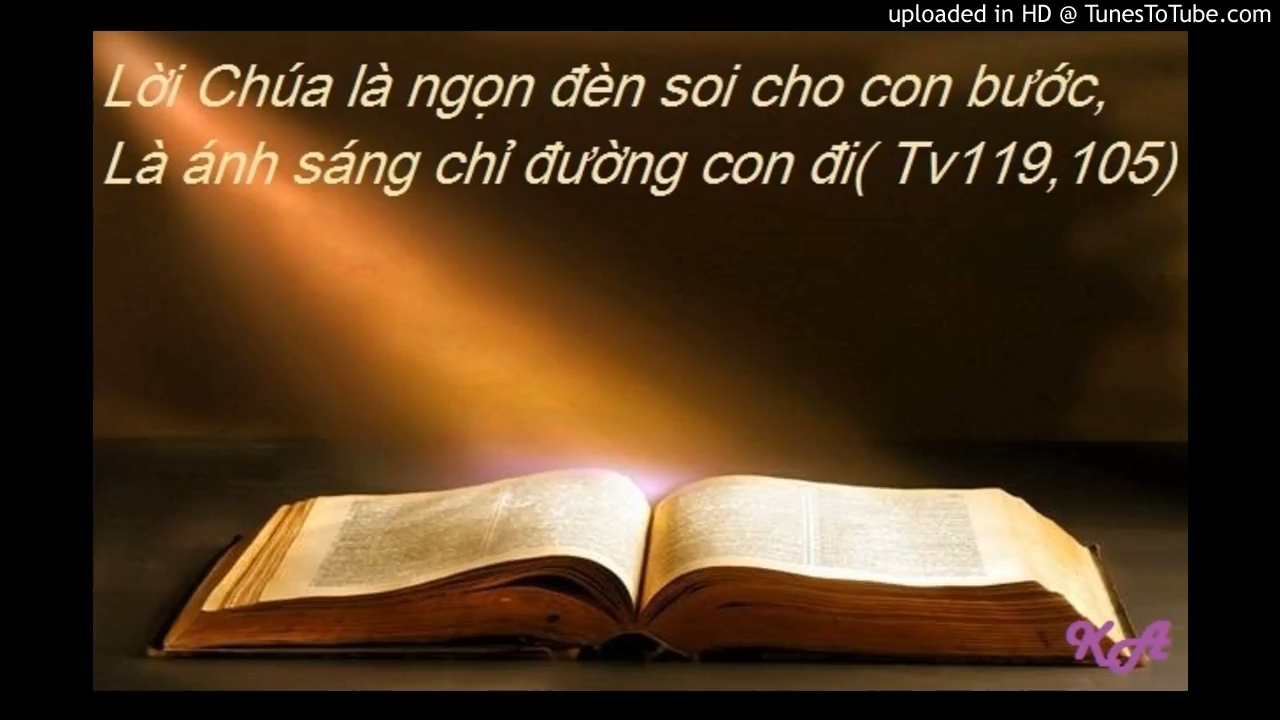 uploaded in HD @ TunesToTube.com
Lời Chúa là ngọn đèn soi cho con bước,
Là ánh sáng chỉ đường con đi( Tv119,105)
KA